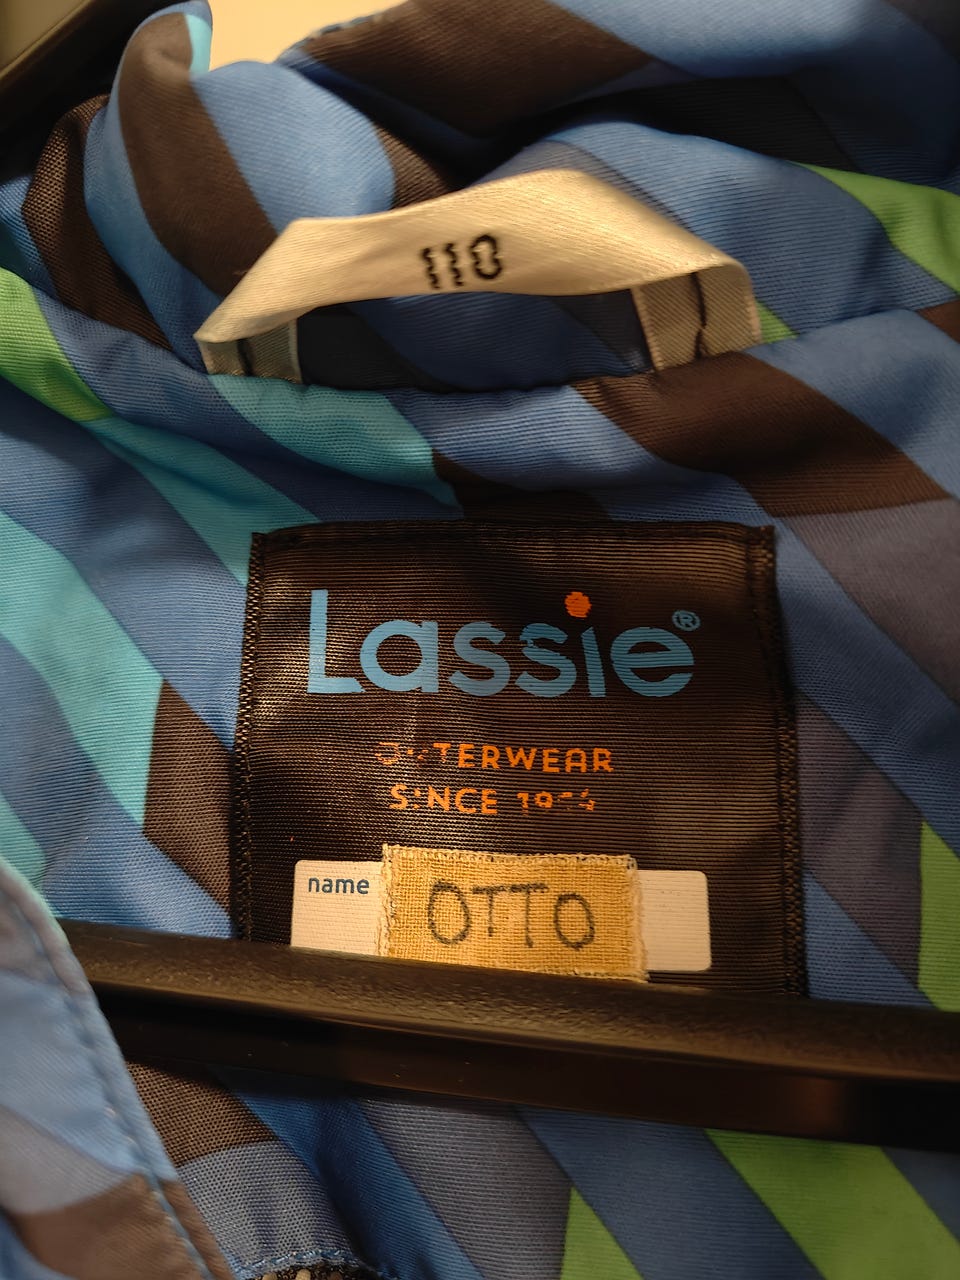 110
Lassie®
OUTERWEAR
SINCE
name
OTTO